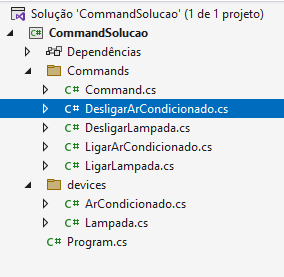 Solução 'CommandSolucao' (1 de 1 projeto)
CommandSolucao
Dependências
Commands
C# Command.cs
C# DesligarArCondicionado.cs
C# DesligarLampada.cs
C# LigarArCondicionado.cs
C# LigarLampada.cs
devices
C# ArCondicionado.cs
C# Lampada.cs
C# Program.cs